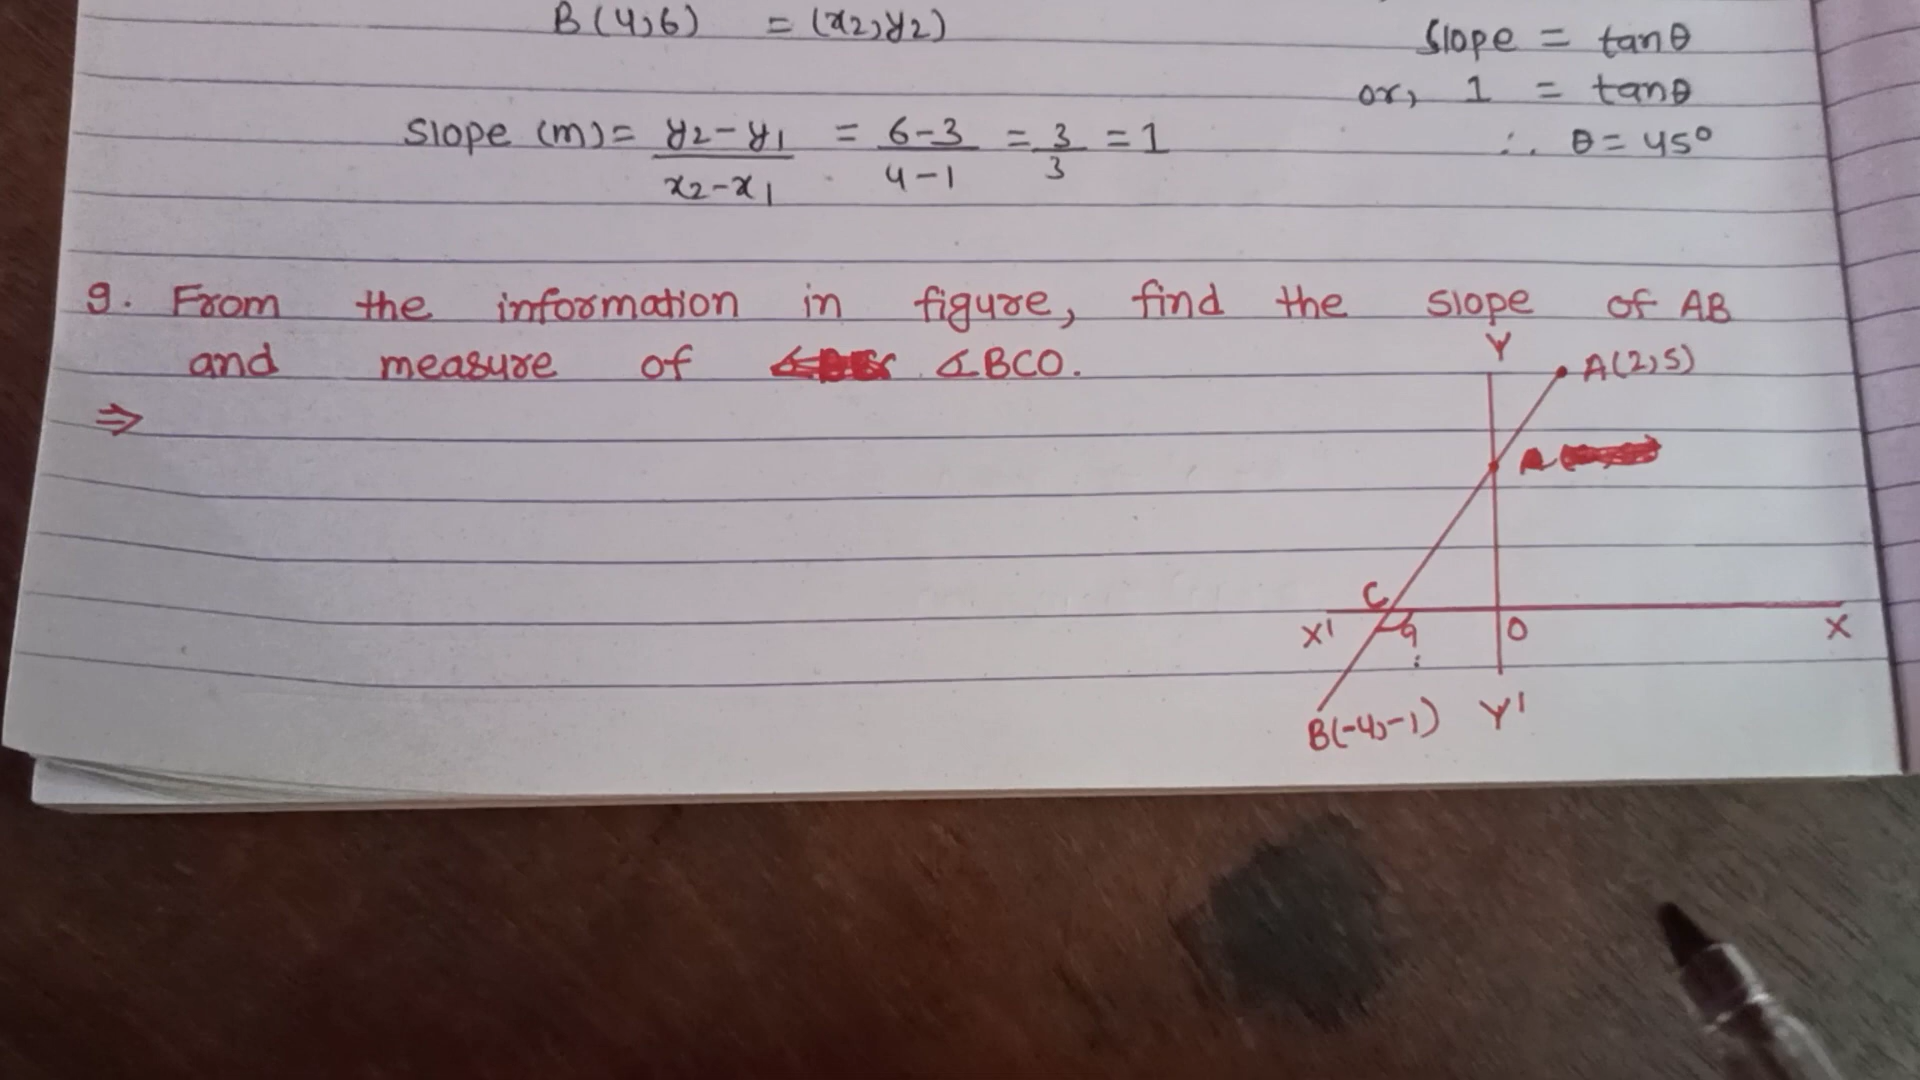 B(4,6) = (x2,y2)
Slope = tanθ
or, 1 = tanθ
∴ θ = 45°
Slope (m) = y2-y1 / x2-x1 = 6-3 / 4-1 = 3/3 = 1
9. From the information in figure, find the slope of AB
and measure of ∡BCO.
⇒
Y
A(2,5)
A
C
X'
?
O
X
B(-4,-1)
Y'